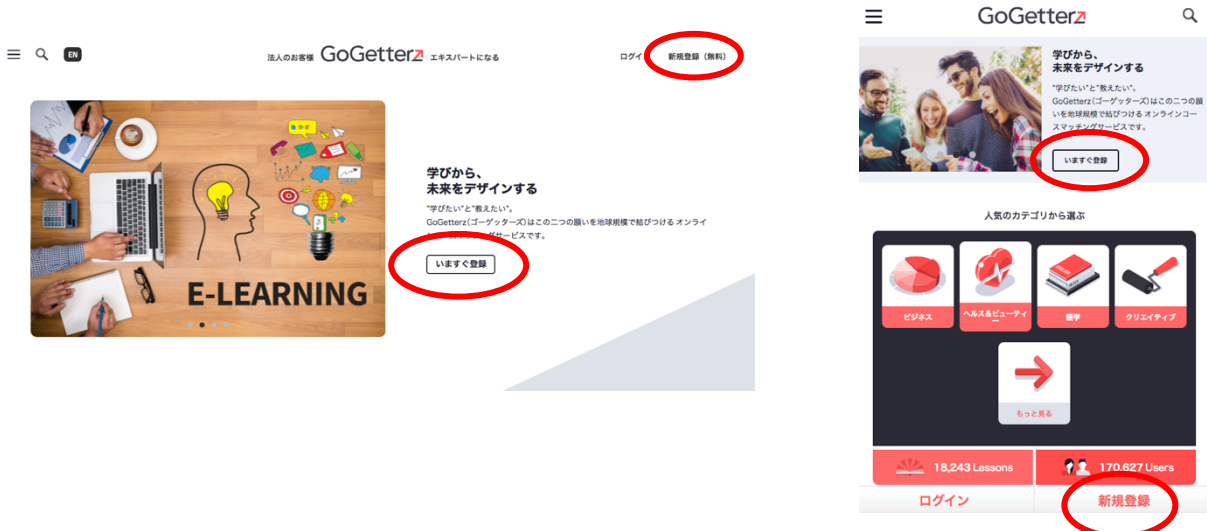 EN
法人のお客様 GoGetterz エキスパートになる
ログイ
新規登録（無料）
E-LEARNING
学びから、
未来をデザインする
"学びたい"と"教えたい"。
GoGetterz(ゴーゲッターズ)はこの二つの願いを地球規模で結びつける オンライ
グサービスです。
いますぐ登録
GoGetterz
学びから、
未来をデザインする
"学びたい"と"教えたい"。
GoGetterz(ゴーゲッターズ)はこの二つの願
いを地球規模で結びつける オンラインコー
スマッチングサービスです。
いますぐ登録
人気のカテゴリから選ぶ
ビジネス
ヘルス&ビューティ
ー
語学
クリエイティブ
もっと見る
18,243 Lessons
170,627 Users
ログイン
新規登録